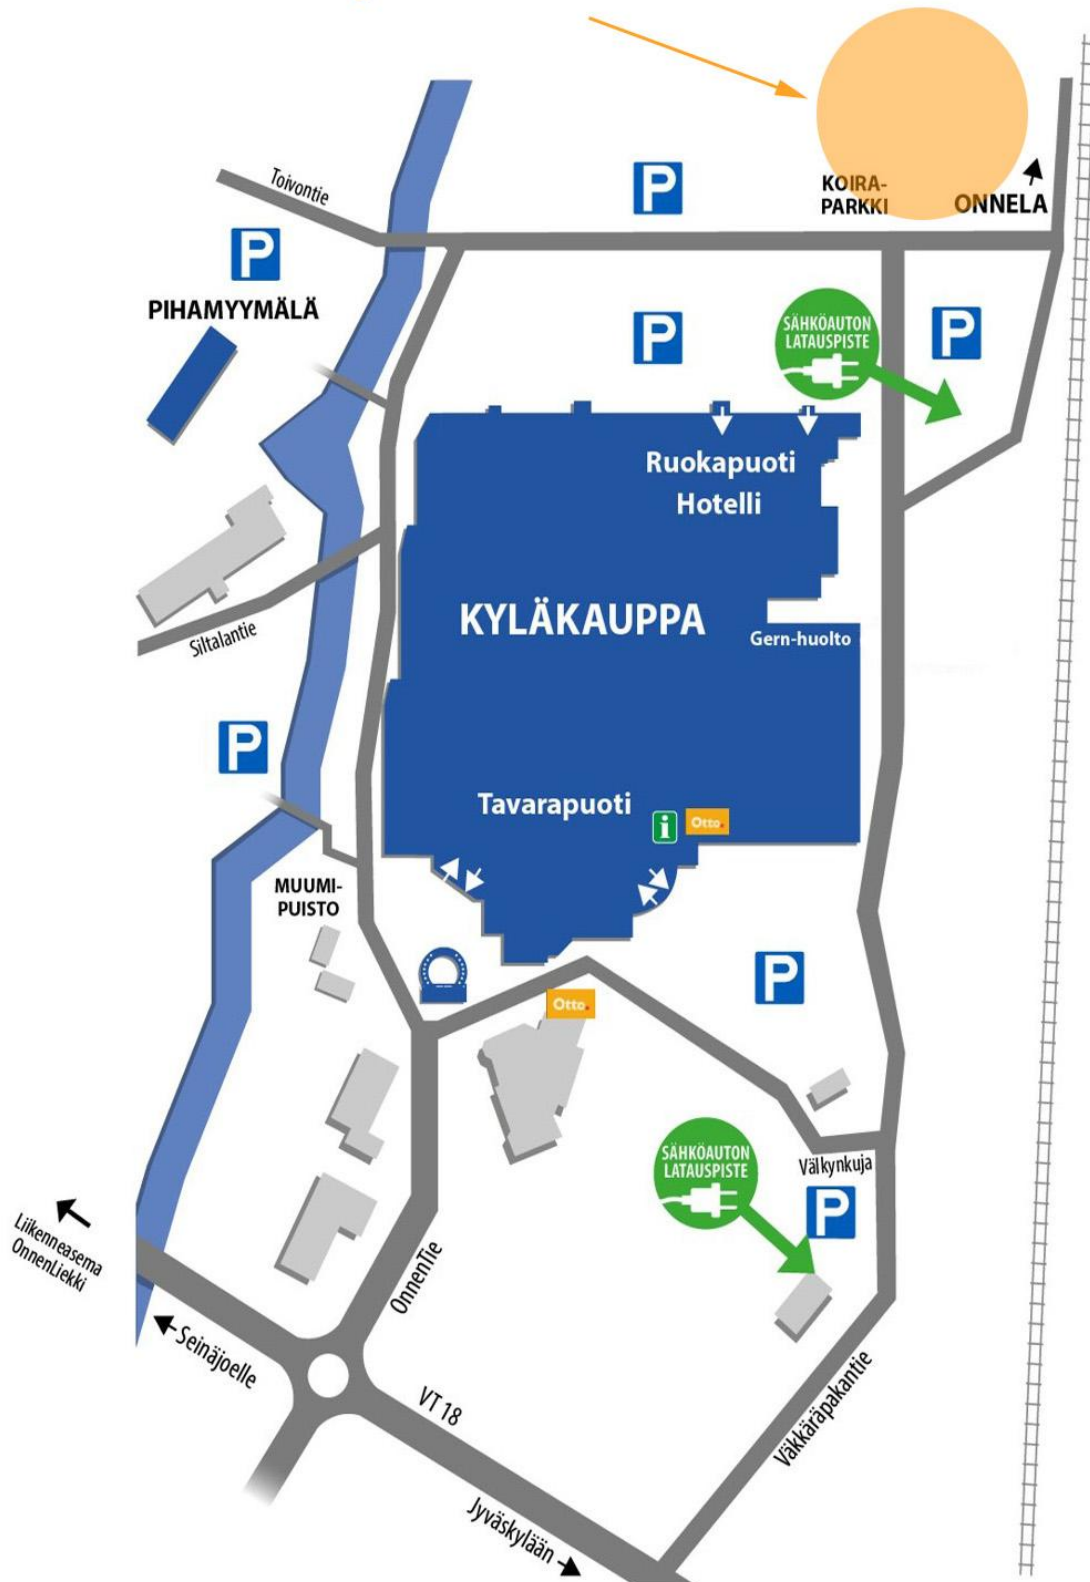 Toivontie
P
KOIRA-
PARKKI
ONNELA
P
PIHAMYYMÄLÄ
P
SÄHKÖAUTON
LATAUSPISTE
P
Ruokapuoti
Hotelli
KYLÄKAUPPA
Gern-huolto
Siltalantie
P
Tavarapuoti
i
Otto.
MUUMI-
PUISTO
P
Otto.
SÄHKÖAUTON
LATAUSPISTE
Välkynkuja
P
Liikenneasema
OnnenLiekki
OnnenTie
Seinäjoelle
VT 18
Väkkäräpakantie
Jyväskylään